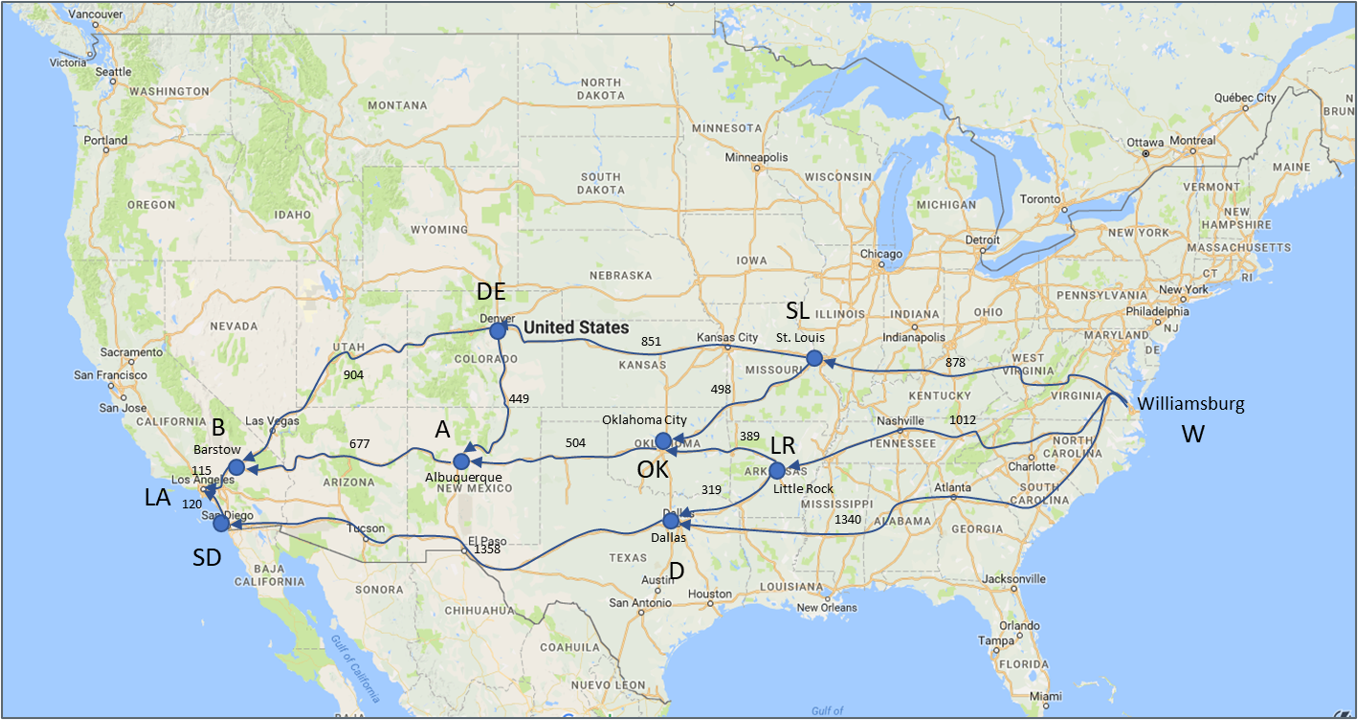 Vancouver
Victoria
Seattle
WASHINGTON
Portland
OREGON
IDAHO
MONTANA
NORTH
DAKOTA
SOUTH
DAKOTA
MINNESOTA
Minneapolis
WISCONSIN
MICHIGAN
Québec City
Ottawa
Montreal
MAINE
Toronto
VERMONT
NEW
HAMPSHIRE
NEW YORK
MASSACHUSETTS
CT
RI
Detroit
Chicago
WYOMING
NEBRASKA
IOWA
NEVADA
UTAH
DE
Denver
United States
COLORADO
851
KANSAS
Kansas City
SL
St. Louis
MISSOURI
ILLINOIS
INDIANA
Indianapolis
OHIO
PENNSYLVANIA
New York
Philadelphia
NJ
MARYLAND
DE
WEST
VIRGINIA
878
KENTUCKY
VIRGINIA
Williamsburg
W
Sacramento
San Francisco
San Jose
CALIFORNIA
Las Vegas
904
449
498
B
Barstow
677
A
Albuquerque
NEW MEXICO
ARIZONA
504
Oklahoma City
OKLAHOMA
OK
389
LR
ARKANSAS
Little Rock
Nashville
TENNESSEE
1012
NORTH
CAROLINA
Charlotte
SOUTH
CAROLINA
Atlanta
115
Los Angeles
LA
120
San Diego
SD
Tucson
El Paso
1358
319
Dallas
Dallas
D
TEXAS
MISSISSIPPI
1340
ALABAMA
GEORGIA
BAJA
CALIFORNIA
SONORA
CHIHUAHUA
COAHUILA
NUEVO LEON
Austin
San Antonio
Houston
LOUISIANA
New Orleans
Jacksonville
Orlando
Tampa
FLORIDA
Miami
Gulf of California
Gulf of